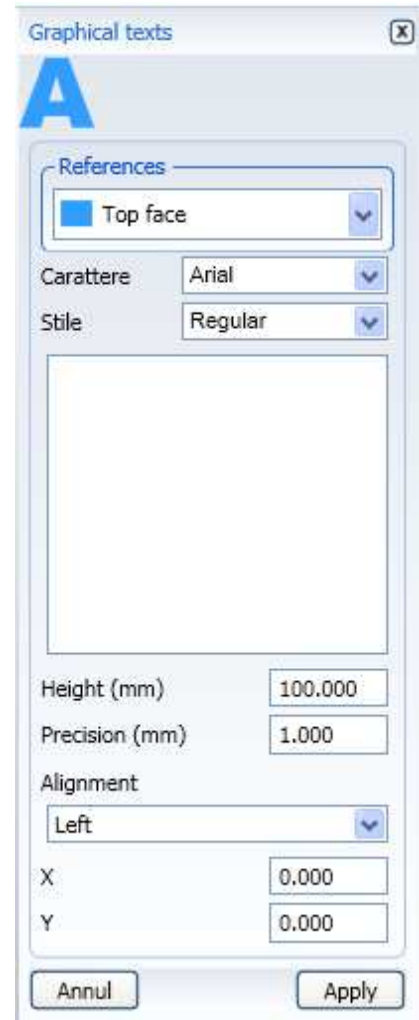 Graphical texts
A
References
Top face
Carattere Arial
Stile Regular
Height (mm) 100.000
Precision (mm) 1.000
Alignment
Left
X 0.000
Y 0.000
Annul Apply